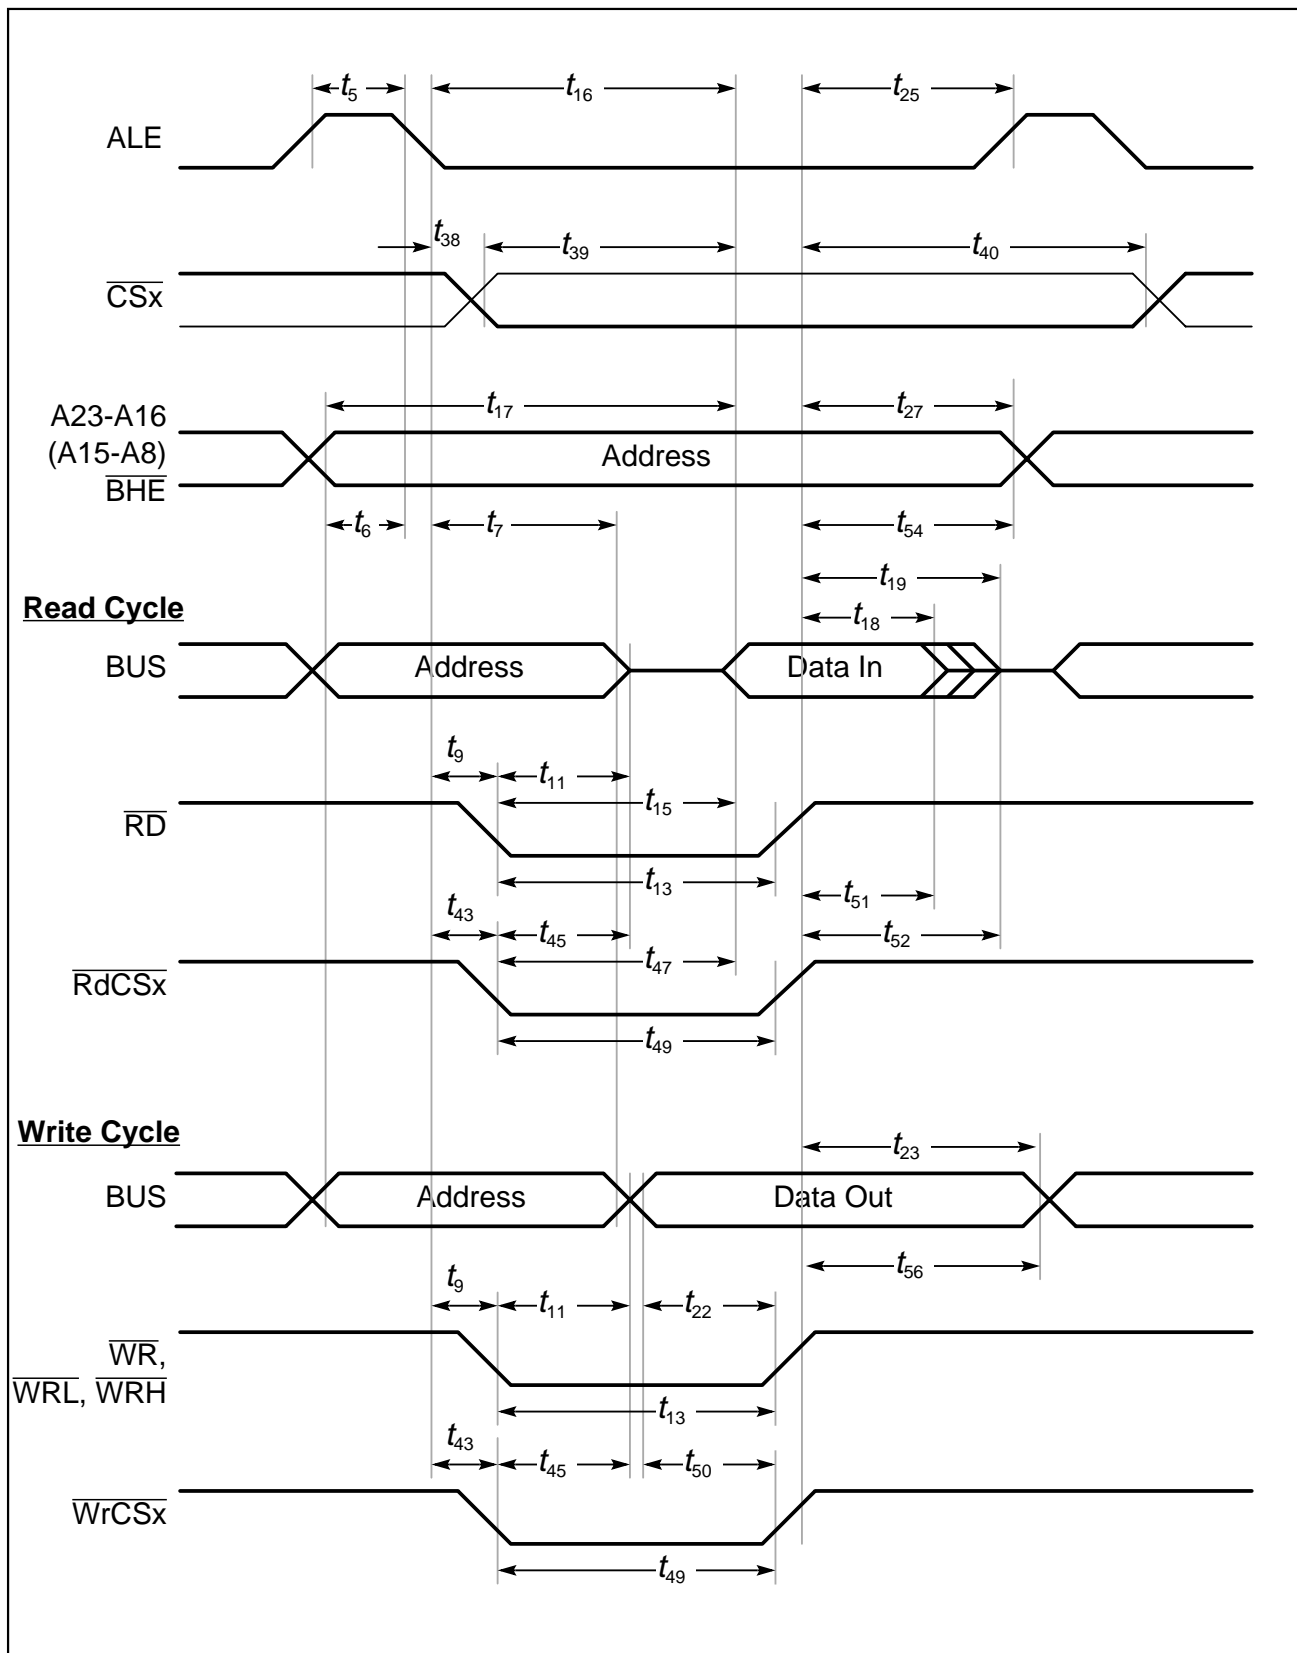 t5 t16 t25
ALE
t38 t39 t40
CSx
t17 t27
A23-A16
(A15-A8)
BHE
Address
t6 t7 t54
t19
Read Cycle
t18
BUS Address Data In
t9 t11
t15
RD
t13
t51
t43 t45 t52
t47
RdCSx
t49
Write Cycle
t23
BUS Address Data Out
t56
t9 t11 t22
WR,
WRL, WRH
t13
t43 t45 t50
WrCSx
t49